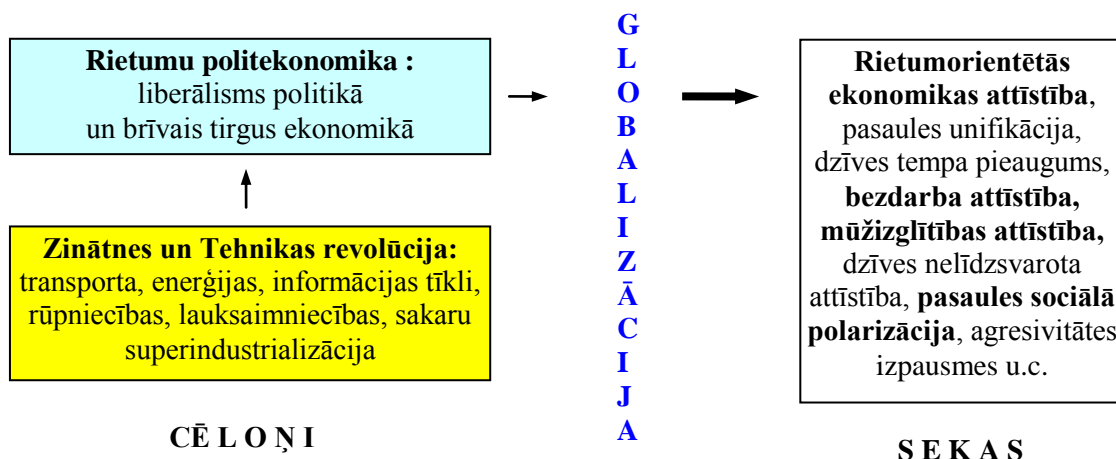 Rietumu politekonomika :
liberālisms politikā
un brīvais tirgus ekonomikā
Zinātnes un Tehnikas revolūcija:
transporta, enerģijas, informācijas tīkli,
rūpniecības, lauksaimniecības, sakaru
superindustrializācija
CĒ L O Ņ I
G
L
O
B
A
L
I
Z
Ā
C
I
J
A
Rietumorientētās
ekonomikas attīstība,
pasaules unifikācija,
dzīves tempa pieaugums,
bezdarba attīstība,
mūžizglītības attīstība,
dzīves nelīdzsvarota
attīstība, pasaules sociālā
polarizācija, agresivitātes
izpausmes u.c.
S E K A S